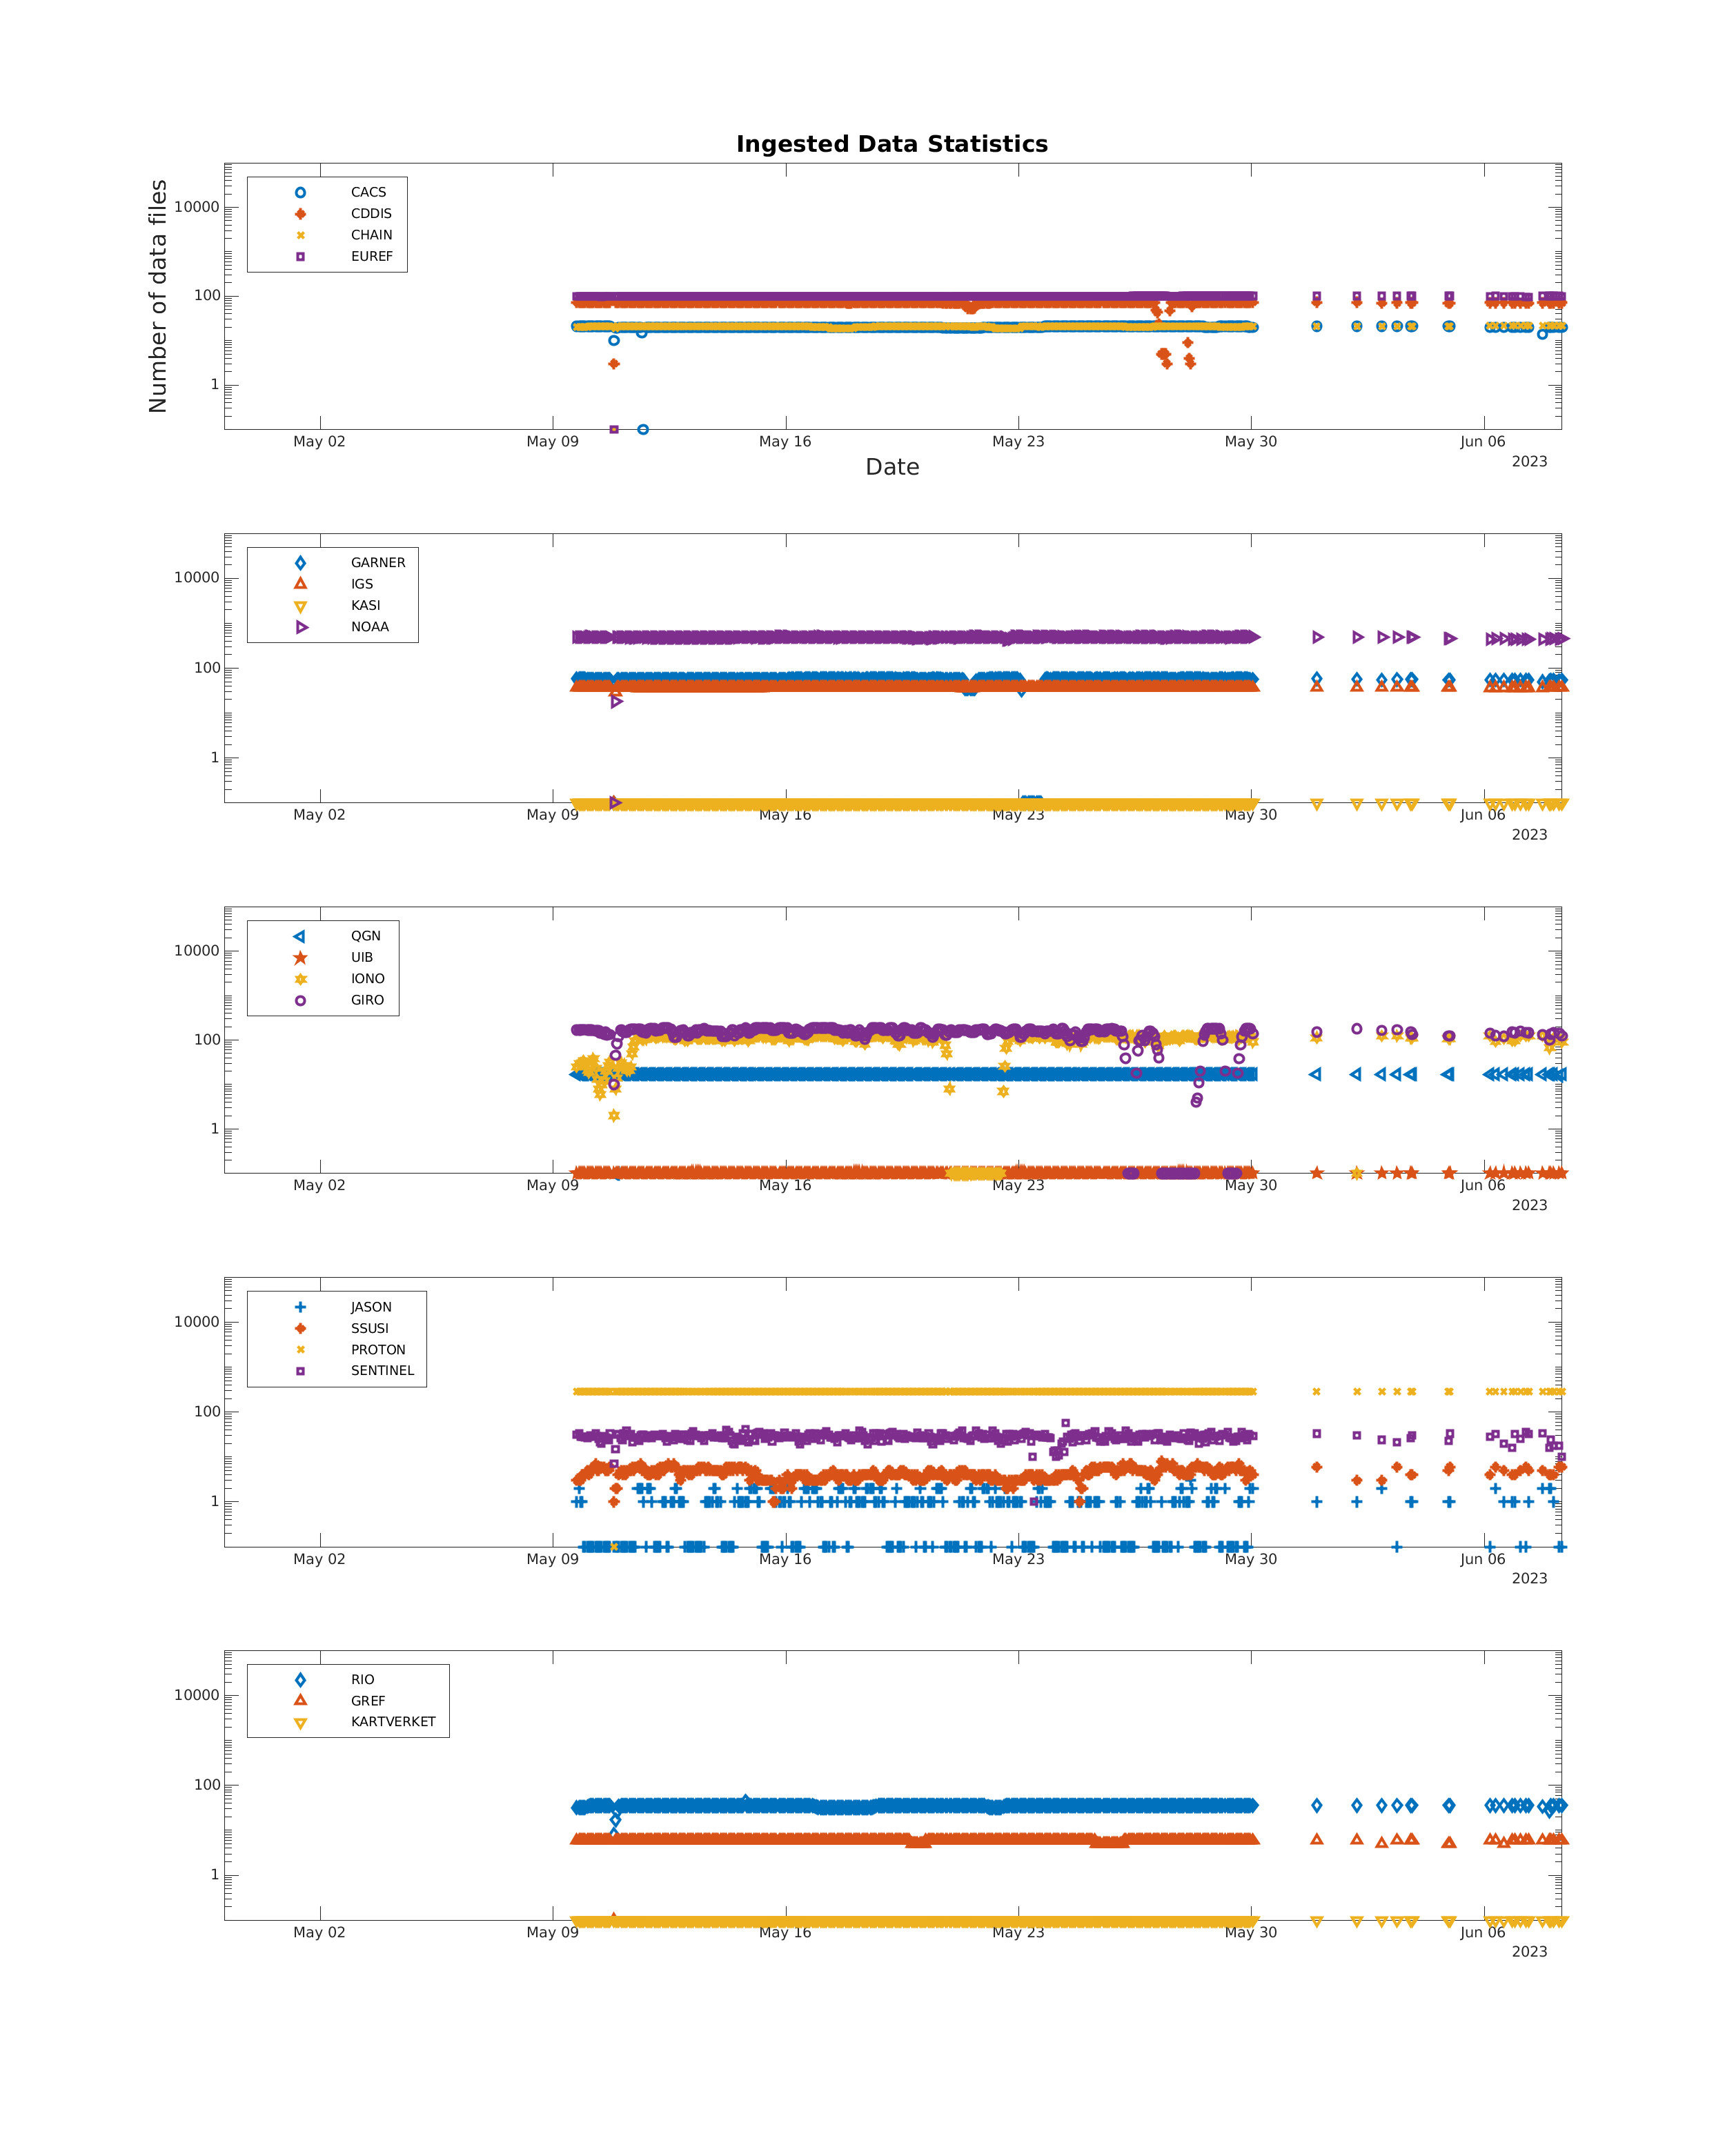 Ingested Data Statistics
Number of data files
CACS
CDDIS
CHAIN
EUREF
10000
100
1
May 02 May 09 May 16 May 23 May 30 Jun 06
2023
Date
GARNER
IGS
KASI
NOAA
10000
100
1
May 02 May 09 May 16 May 23 May 30 Jun 06
2023
QGN
UIB
IONO
GIRO
10000
100
1
May 02 May 09 May 16 May 23 May 30 Jun 06
2023
JASON
SSUSI
PROTON
SENTINEL
10000
100
1
May 02 May 09 May 16 May 23 May 30 Jun 06
2023
RIO
GREF
KARTVERKET
10000
100
1
May 02 May 09 May 16 May 23 May 30 Jun 06
2023